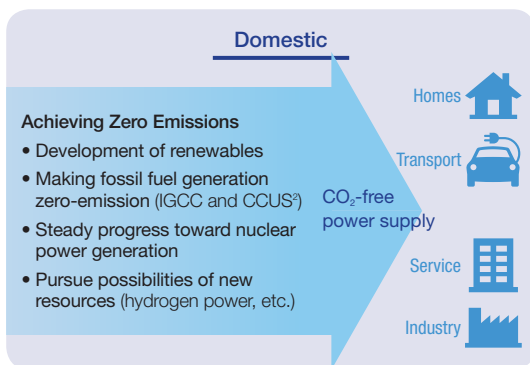 Domestic
Achieving Zero Emissions
• Development of renewables
• Making fossil fuel generation
zero-emission (IGCC and CCUS²)
• Steady progress toward nuclear
power generation
• Pursue possibilities of new
resources (hydrogen power, etc.)
CO₂-free
power supply
Homes
Transport
Service
Industry